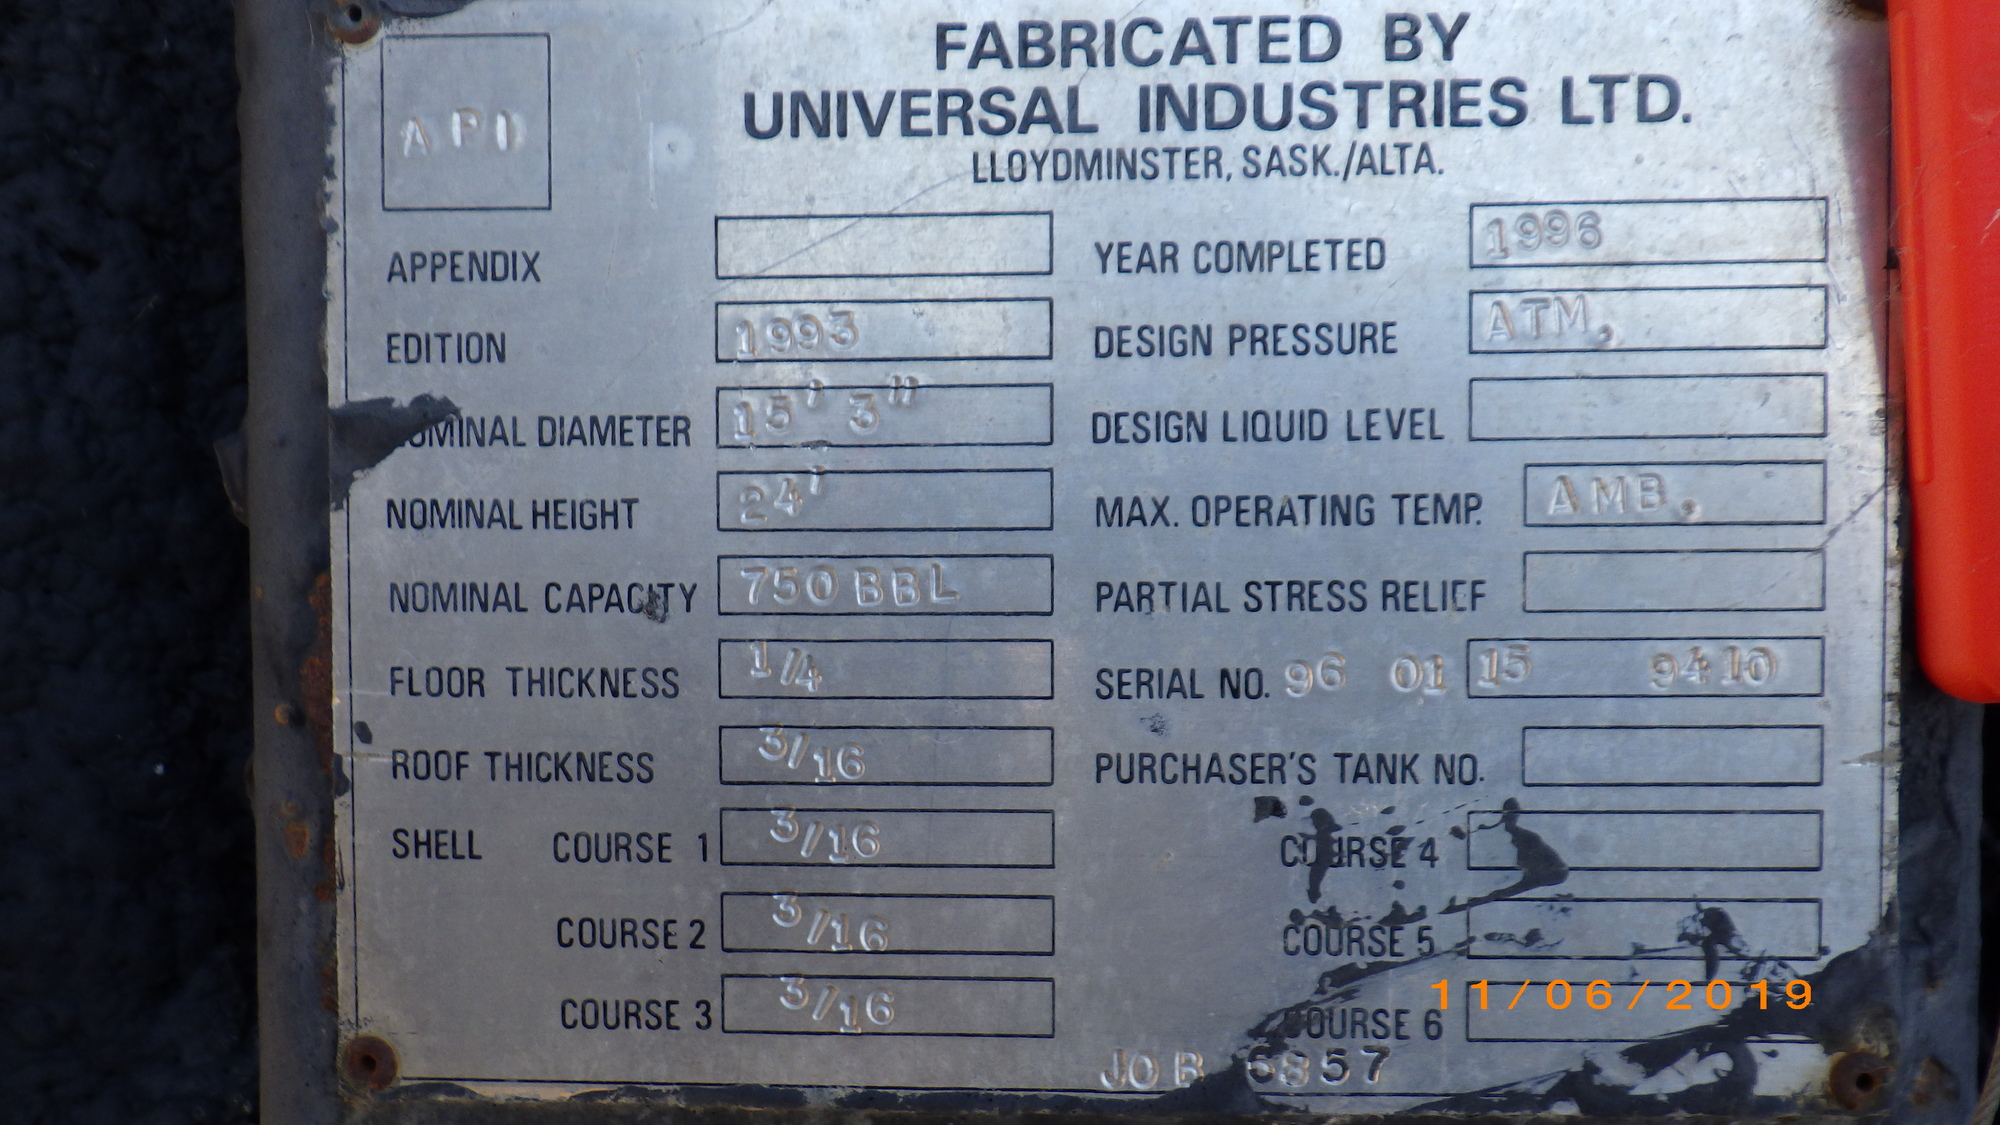 API
FABRICATED BY
UNIVERSAL INDUSTRIES LTD.
LLOYDMINSTER, SASK./ALTA.
APPENDIX
YEAR COMPLETED 1996
EDITION 1993
DESIGN PRESSURE ATM,
NOMINAL DIAMETER 15' 3"
DESIGN LIQUID LEVEL
NOMINAL HEIGHT 24'
MAX. OPERATING TEMP. AMB,
NOMINAL CAPACITY 750 BBL
PARTIAL STRESS RELIEF
FLOOR THICKNESS 1/4
SERIAL NO. 96 01 15 9410
ROOF THICKNESS 3/16
PURCHASER'S TANK NO.
SHELL COURSE 1 3/16
COURSE 4
COURSE 2 3/16
COURSE 5
COURSE 3 3/16
COURSE 6
11/06/2019
JOB 6857